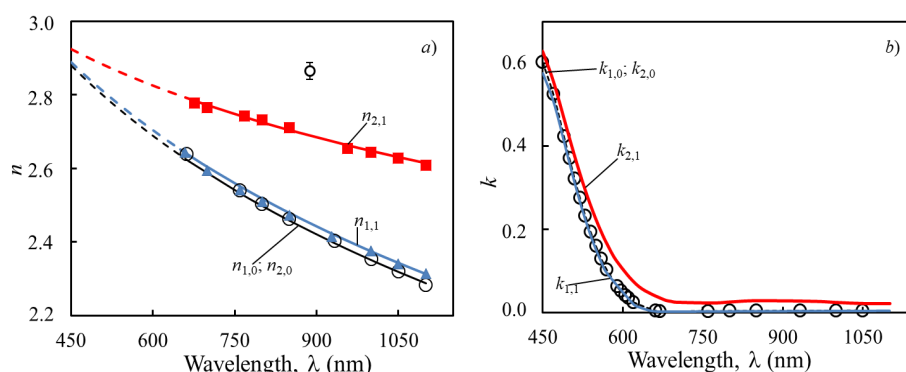 3.0
2.8
2.6
2.4
2.2
n
a)
n2,1
n1,1
n1,0; n2,0
450 600 750 900 1050
Wavelength, λ (nm)
0.6
0.4
0.2
0.0
k
b)
k1,0; k2,0
k2,1
k1,1
450 600 750 900 1050
Wavelength, λ (nm)